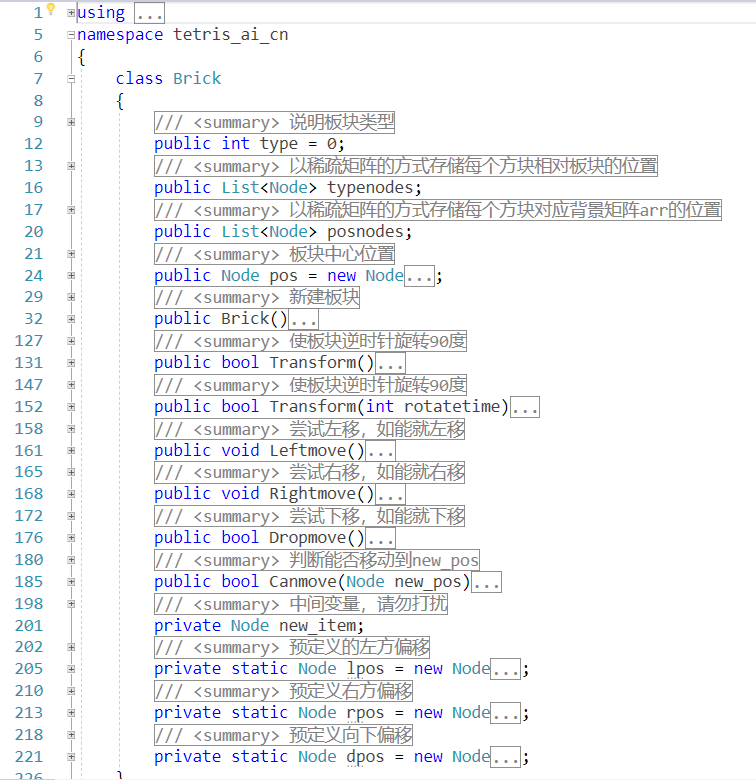 1 using ...
5 namespace tetris_ai_cn
6 {
7 class Brick
8 {
9 /// <summary> 说明板块类型
12 public int type = 0;
13 /// <summary> 以稀疏矩阵的方式存储每个方块相对板块的位置
16 public List<Node> typenodes;
17 /// <summary> 以稀疏矩阵的方式存储每个方块对应背景矩阵arr的位置
20 public List<Node> posnodes;
21 /// <summary> 板块中心位置
24 public Node pos = new Node...;
29 /// <summary> 新建板块
32 public Brick()...
127 /// <summary> 使板块逆时针旋转90度
131 public bool Transform()...
147 /// <summary> 使板块逆时针旋转90度
152 public bool Transform(int rotatetime)...
158 /// <summary> 尝试左移，如能就左移
161 public void Leftmove()...
165 /// <summary> 尝试右移，如能就右移
168 public void Rightmove()...
172 /// <summary> 尝试下移，如能就下移
176 public bool Dropmove()...
180 /// <summary> 判断能否移动到new_pos
185 public bool Canmove(Node new_pos)...
198 /// <summary> 中间变量，请勿打扰
201 private Node new_item;
202 /// <summary> 预定义的左方偏移
205 private static Node lpos = new Node...;
210 /// <summary> 预定义右方偏移
213 private static Node rpos = new Node...;
218 /// <summary> 预定义向下偏移
221 private static Node dpos = new Node...;
226 }